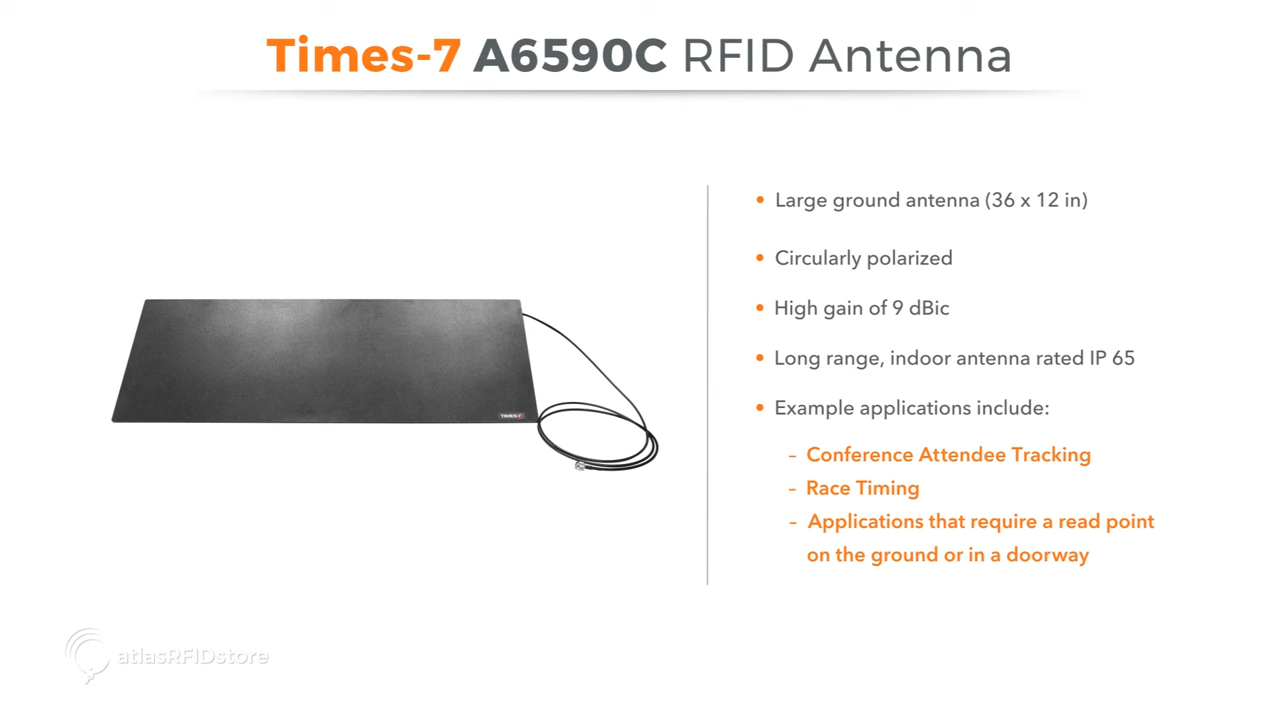 Times-7 A6590C RFID Antenna
• Large ground antenna (36 x 12 in)
• Circularly polarized
• High gain of 9 dBic
• Long range, indoor antenna rated IP 65
• Example applications include:
– Conference Attendee Tracking
– Race Timing
– Applications that require a read point
on the ground or in a doorway
TIMES-7
atlasRFIDstore